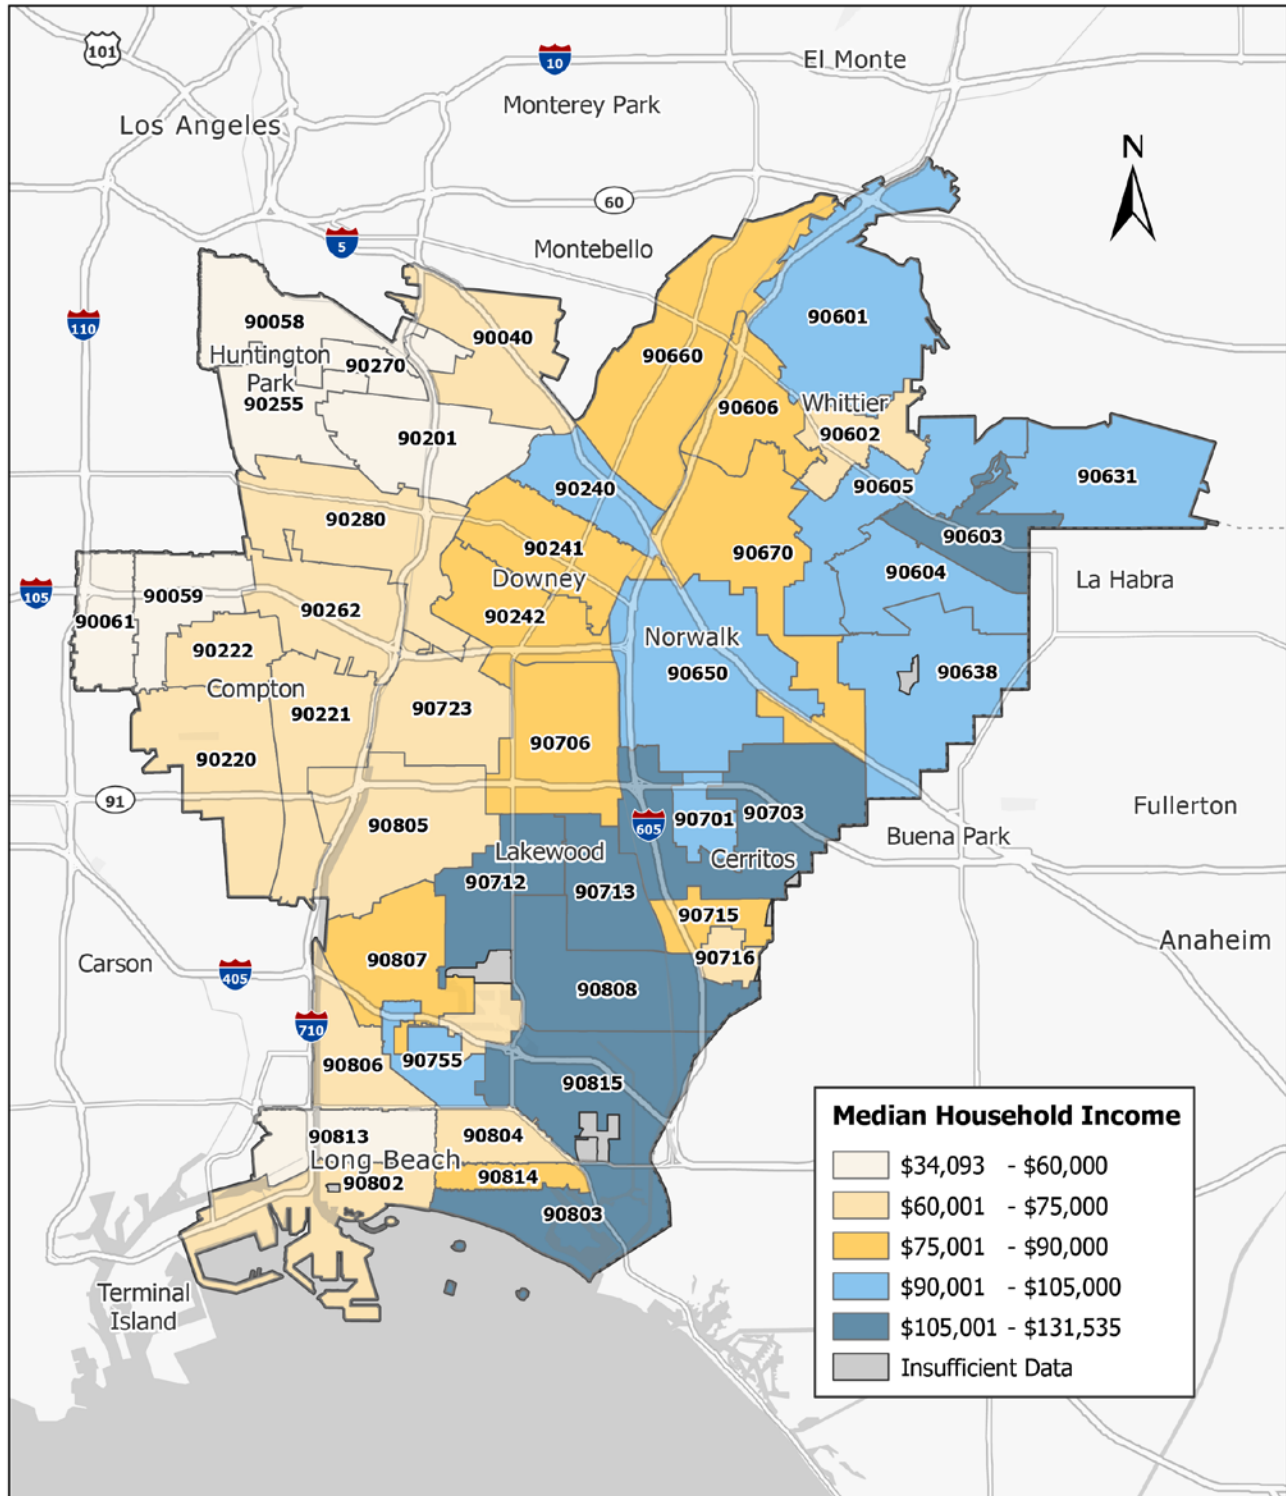 101
10
El Monte
Monterey Park
Los Angeles
N
60
5
Montebello
110
90058
90601
90040
Huntington
Park
90270
90660
90255
90606
Whittier
90602
90201
90240
90605
90631
90280
90603
90241
90670
Downey
90604
La Habra
105
90059
90061
90262
90242
Norwalk
90222
90650
90638
Compton
90221
90723
90706
90220
91
90805
605
90701
90703
Fullerton
Buena Park
Lakewood
Cerritos
90712
90713
90715
Anaheim
90716
Carson
405
90807
90808
710
90806
90755
90815
90813
90804
Long Beach
90802
90814
90803
Terminal
Island
Median Household Income
$34,093 - $60,000
$60,001 - $75,000
$75,001 - $90,000
$90,001 - $105,000
$105,001 - $131,535
Insufficient Data